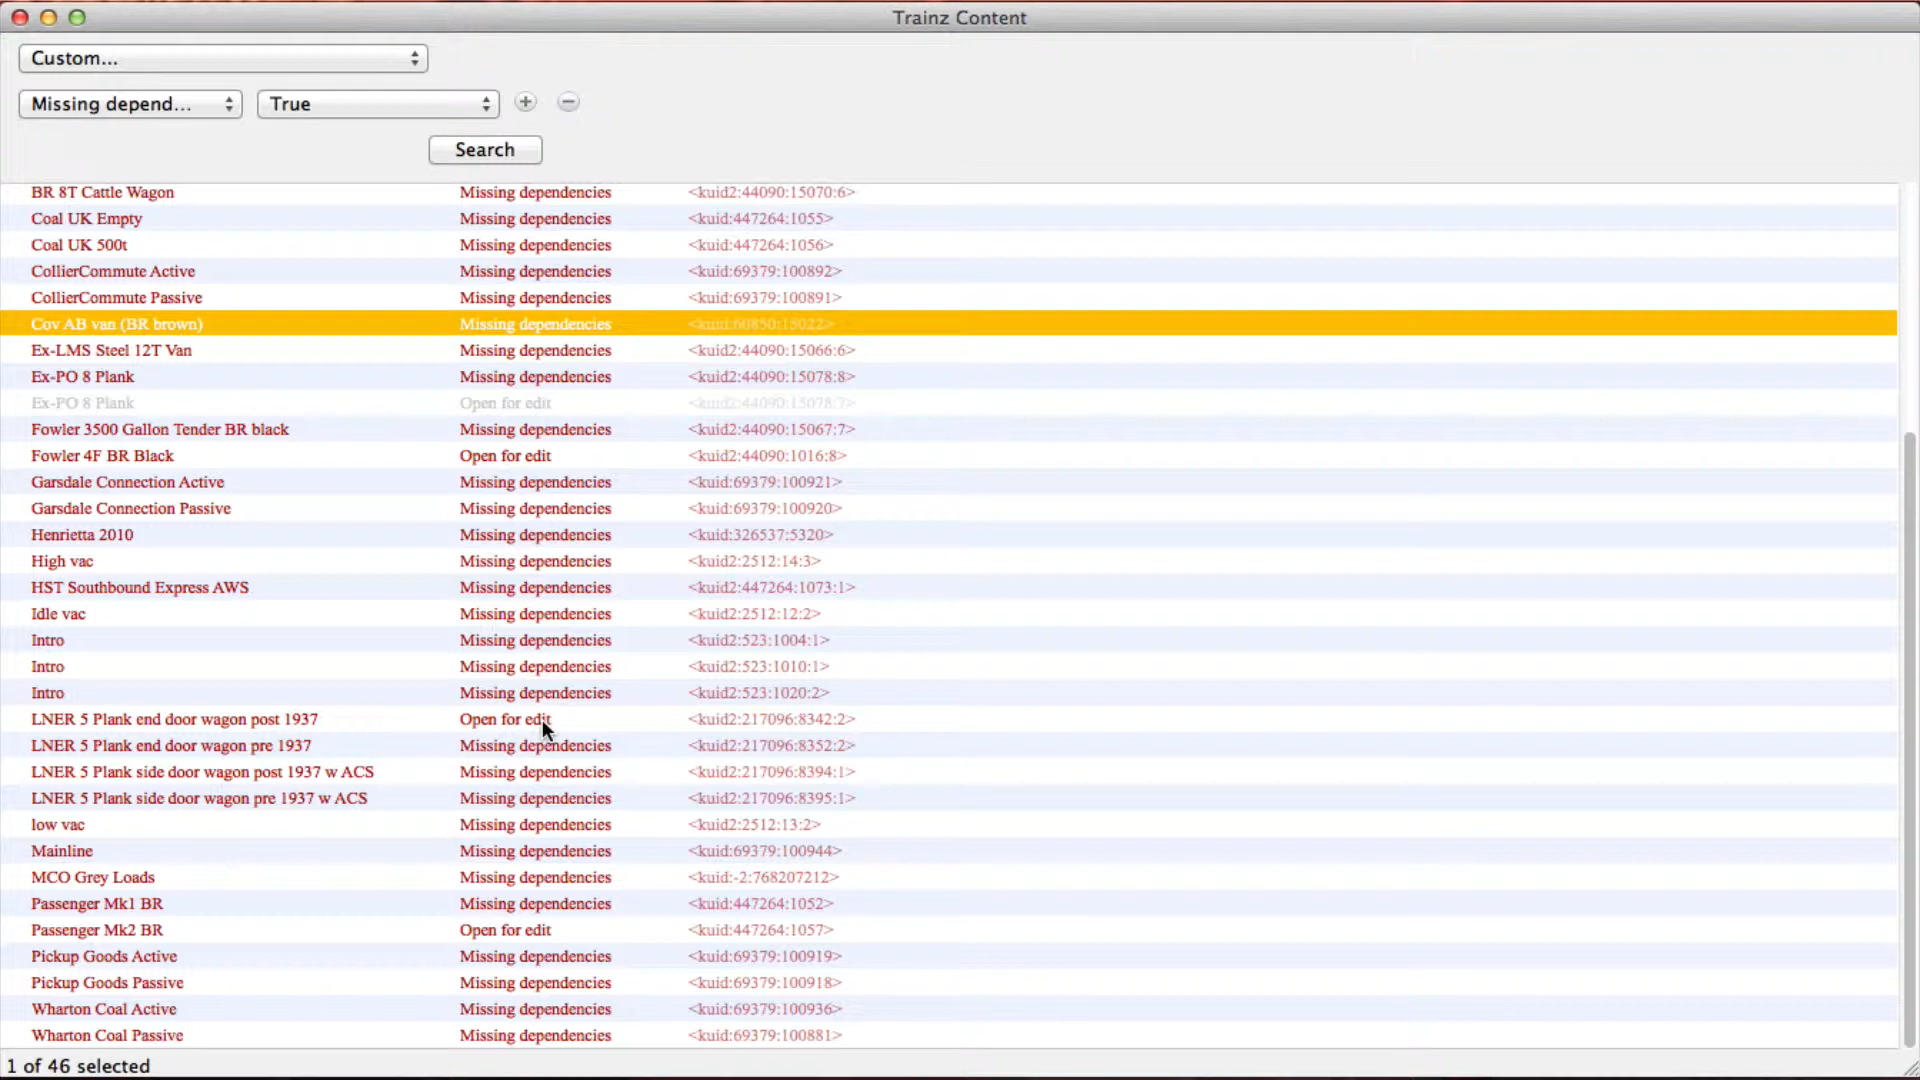 Trainz Content
Custom...
Missing depend... True
Search
BR 8T Cattle Wagon Missing dependencies <kuid2:44090:15070:6>
Coal UK Empty Missing dependencies <kuid:447264:1055>
Coal UK 500t Missing dependencies <kuid:447264:1056>
CollierCommute Active Missing dependencies <kuid:69379:100892>
CollierCommute Passive Missing dependencies <kuid:69379:100891>
Cov AB van (BR brown) Missing dependencies <kuid:60850:15022>
Ex-LMS Steel 12T Van Missing dependencies <kuid2:44090:15066:6>
Ex-PO 8 Plank Missing dependencies <kuid2:44090:15078:8>
Ex-PO 8 Plank Open for edit <kuid2:44090:15078:7>
Fowler 3500 Gallon Tender BR black Missing dependencies <kuid2:44090:15067:7>
Fowler 4F BR Black Open for edit <kuid2:44090:1016:8>
Garsdale Connection Active Missing dependencies <kuid:69379:100921>
Garsdale Connection Passive Missing dependencies <kuid:69379:100920>
Henrietta 2010 Missing dependencies <kuid:326537:5320>
High vac Missing dependencies <kuid2:2512:14:3>
HST Southbound Express AWS Missing dependencies <kuid2:447264:1073:1>
Idle vac Missing dependencies <kuid2:2512:12:2>
Intro Missing dependencies <kuid2:523:1004:1>
Intro Missing dependencies <kuid2:523:1010:1>
Intro Missing dependencies <kuid2:523:1020:2>
LNER 5 Plank end door wagon post 1937 Open for edit <kuid2:217096:8342:2>
LNER 5 Plank end door wagon pre 1937 Missing dependencies <kuid2:217096:8352:2>
LNER 5 Plank side door wagon post 1937 w ACS Missing dependencies <kuid2:217096:8394:1>
LNER 5 Plank side door wagon pre 1937 w ACS Missing dependencies <kuid2:217096:8395:1>
low vac Missing dependencies <kuid2:2512:13:2>
Mainline Missing dependencies <kuid:69379:100944>
MCO Grey Loads Missing dependencies <kuid:-2:768207212>
Passenger Mk1 BR Missing dependencies <kuid:447264:1052>
Passenger Mk2 BR Open for edit <kuid:447264:1057>
Pickup Goods Active Missing dependencies <kuid:69379:100919>
Pickup Goods Passive Missing dependencies <kuid:69379:100918>
Wharton Coal Active Missing dependencies <kuid:69379:100936>
Wharton Coal Passive Missing dependencies <kuid:69379:100881>
1 of 46 selected